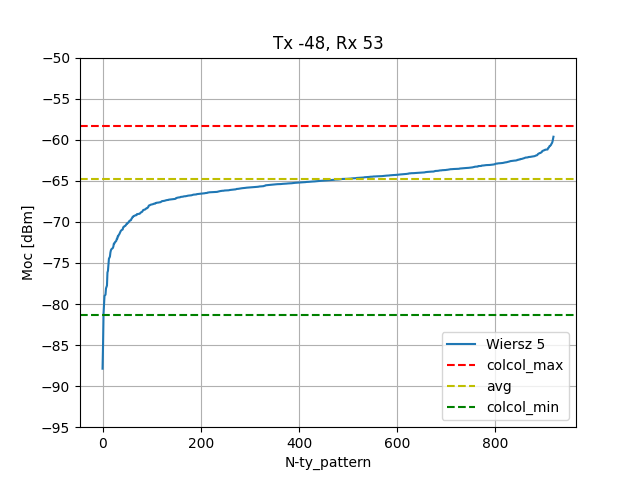 Tx -48, Rx 53
Moc [dBm]
−50
−55
−60
−65
−70
−75
−80
−85
−90
−95
Wiersz 5
colcol_max
avg
colcol_min
0 200 400 600 800
N-ty_pattern